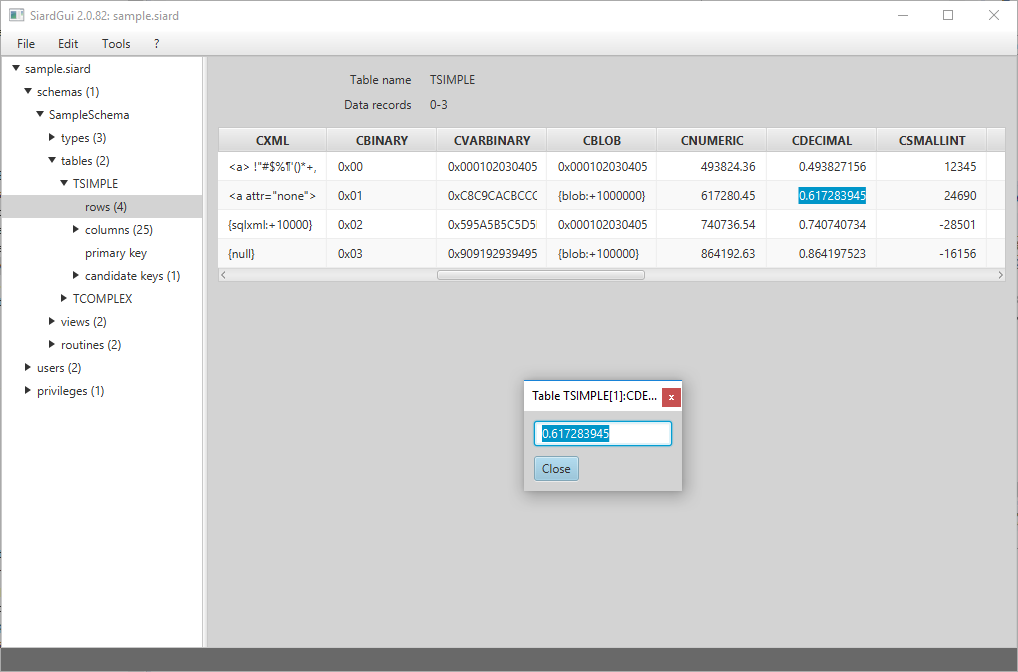 SiardGui 2.0.82: sample.siard
File Edit Tools ?
sample.siard
schemas (1)
SampleSchema
types (3)
tables (2)
TSIMPLE
rows (4)
columns (25)
primary key
candidate keys (1)
TCOMPLEX
views (2)
routines (2)
users (2)
privileges (1)
Table name TSIMPLE
Data records 0-3
CXML CBINARY CVARBINARY CBLOB CNUMERIC CDECIMAL CSMALLINT
<a> !"#$%¶'()*+, 0x00 0x000102030405 0x000102030405 493824.36 0.493827156 12345
<a attr="none"> 0x01 0xC8C9CACBCCC {blob:+1000000} 617280.45 0.617283945 24690
{sqlxml:+10000} 0x02 0x595A5B5C5D5 0x000102030405 740736.54 0.740740734 -28501
{null} 0x03 0x909192939495 {blob:+100000} 864192.63 0.864197523 -16156
Table TSIMPLE[1]:CDE... x
0.617283945
Close